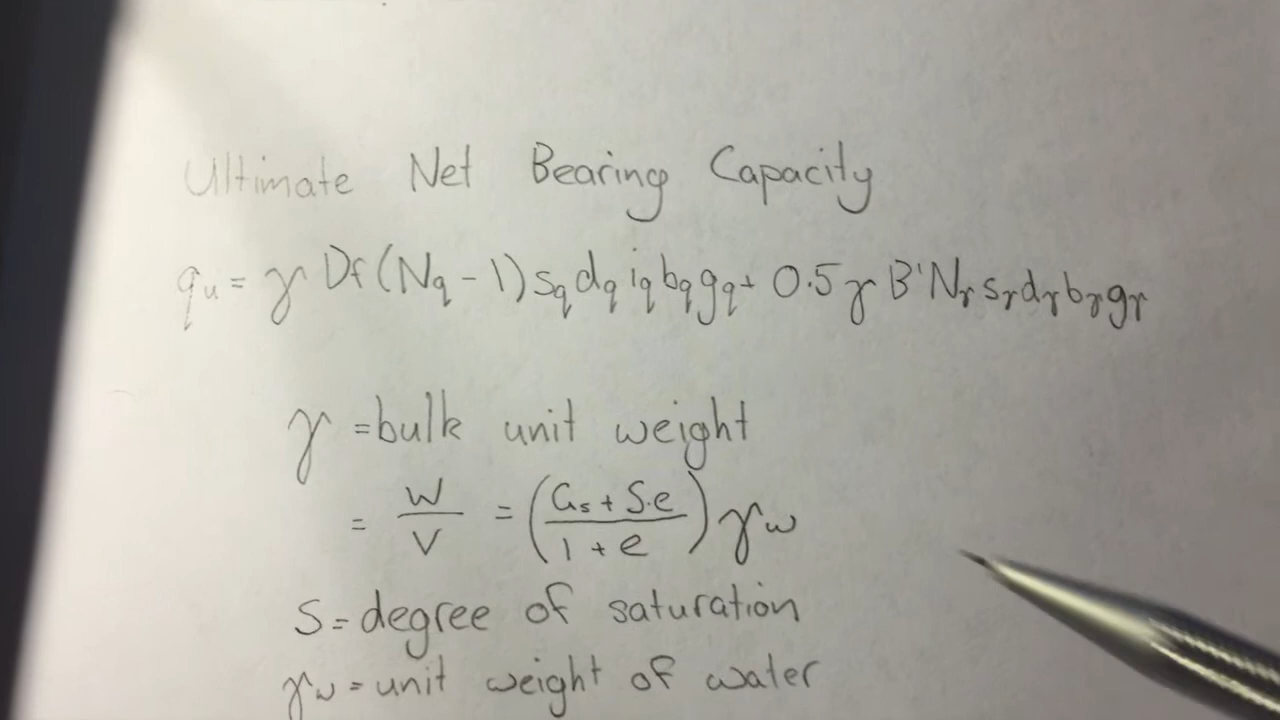 Ultimate Net Bearing Capacity
qu = γ Df (Nq - 1) sq dq iq bq gq + 0.5 γ B' Nγ sγ dγ bγ gγ
γ = bulk unit weight
= W/V = (Gs + S.e / 1 + e) γw
S = degree of saturation
γw = unit weight of water